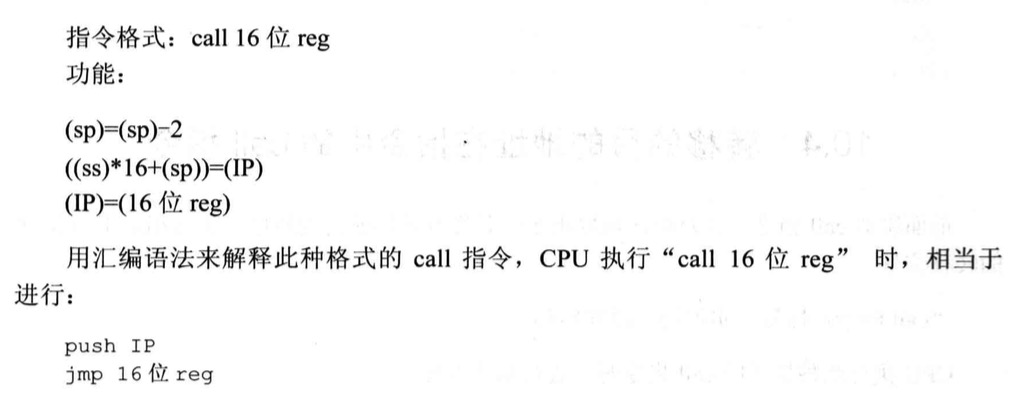 指令格式：call 16 位 reg
功能：
(sp)=(sp)-2
((ss)*16+(sp))=(IP)
(IP)=(16 位 reg)
用汇编语法来解释此种格式的 call 指令，CPU 执行“call 16 位 reg” 时，相当于
进行：
push IP
jmp 16 位 reg